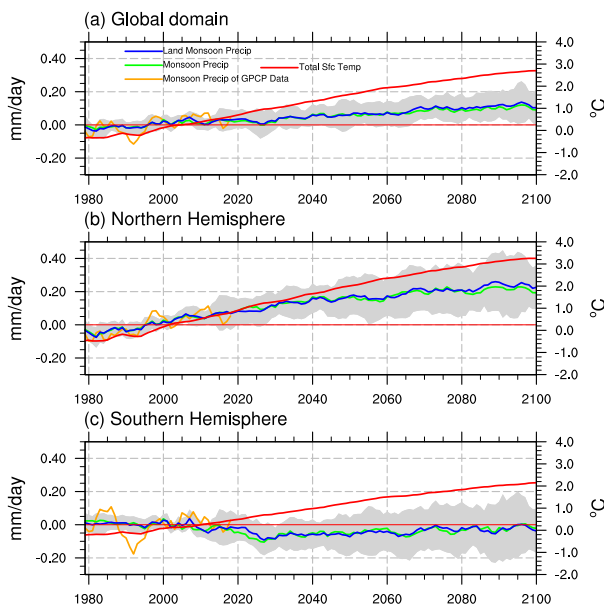 (a) Global domain
Land Monsoon Precip
Monsoon Precip
Total Sfc Temp
Monsoon Precip of GPCP Data
mm/day
0.40
0.20
0.00
-0.20
4.0
3.0
2.0
1.0
0.0
-1.0
-2.0
°C
1980 2000 2020 2040 2060 2080 2100
(b) Northern Hemisphere
mm/day
0.40
0.20
0.00
-0.20
4.0
3.0
2.0
1.0
0.0
-1.0
-2.0
°C
1980 2000 2020 2040 2060 2080 2100
(c) Southern Hemisphere
mm/day
0.40
0.20
0.00
-0.20
4.0
3.0
2.0
1.0
0.0
-1.0
-2.0
°C
1980 2000 2020 2040 2060 2080 2100